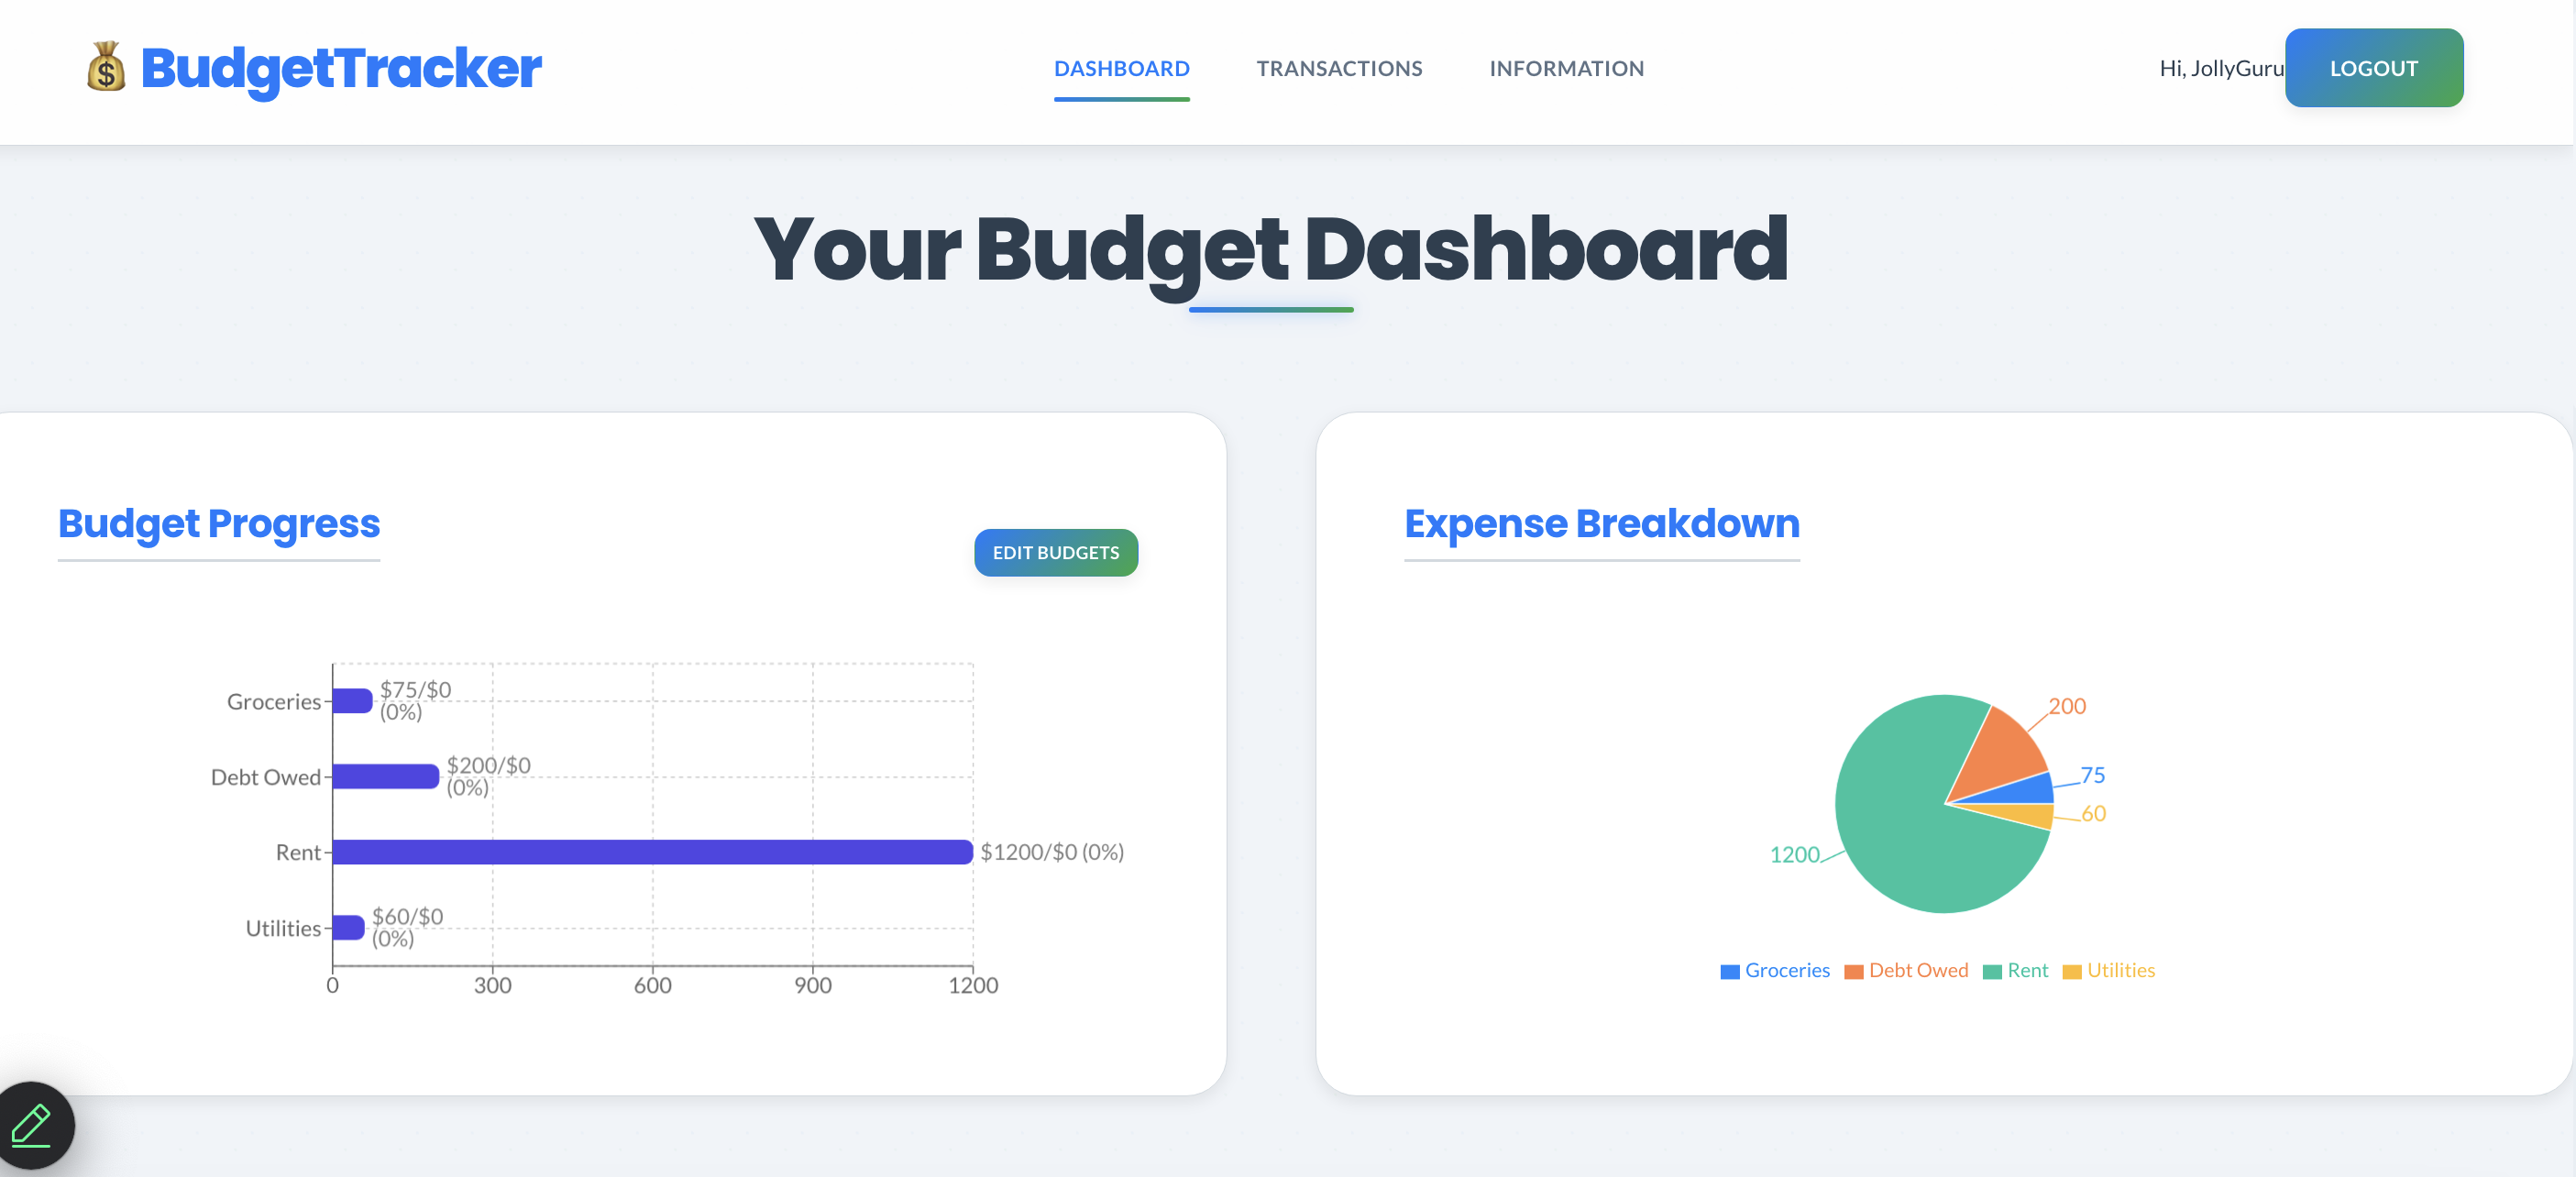 BudgetTracker
DASHBOARD
TRANSACTIONS
INFORMATION
Hi, JollyGuru
LOGOUT
Your Budget Dashboard
Budget Progress
EDIT BUDGETS
Groceries
$75/$0
(0%)
Debt Owed
$200/$0
(0%)
Rent
$1200/$0 (0%)
Utilities
$60/$0
(0%)
0
300
600
900
1200
Expense Breakdown
200
75
60
1200
Groceries
Debt Owed
Rent
Utilities